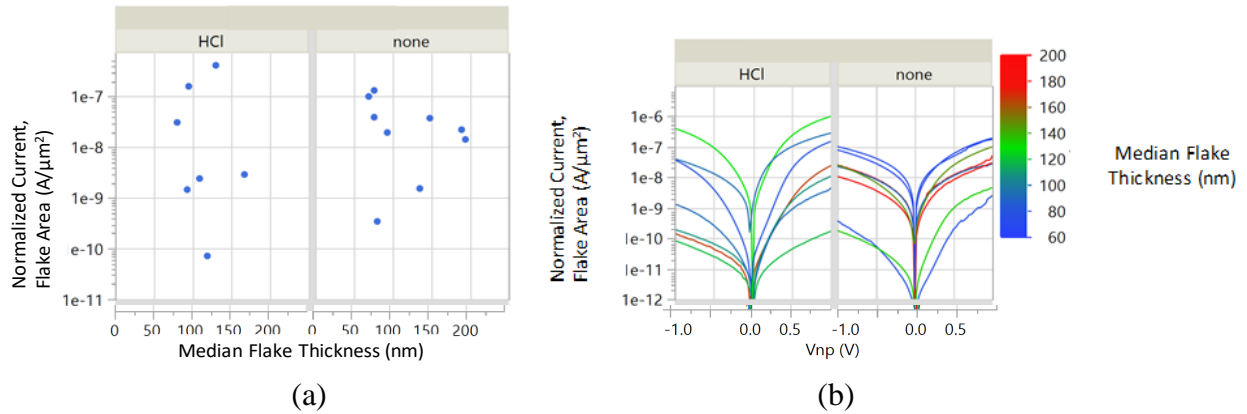 HCl none
1e-7
1e-8
1e-9
1e-10
1e-11
0 50 100 150 200 0 50 100 150 200
Normalized Current,
Flake Area (A/μm²)
Median Flake Thickness (nm)
(a)
HCl none
1e-6
1e-7
1e-8
1e-9
1e-10
1e-11
1e-12
-1.0 0.0 0.5 -1.0 0.0 0.5
Normalized Current,
Flake Area (A/μm²)
Vnp (V)
200
180
160
140
120
100
80
60
Median Flake
Thickness (nm)
(b)